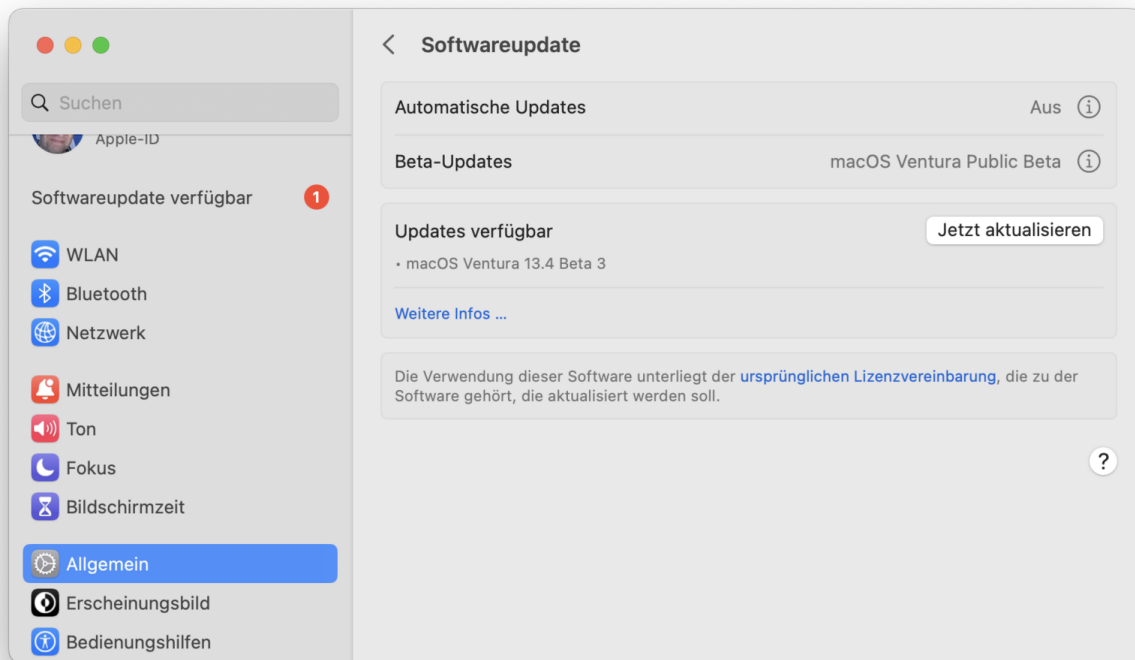 Suchen
Apple-ID
Softwareupdate verfügbar
1
WLAN
Bluetooth
Netzwerk
Mitteilungen
Ton
Fokus
Bildschirmzeit
Allgemein
Erscheinungsbild
Bedienungshilfen
Softwareupdate
Automatische Updates Aus
Beta-Updates macOS Ventura Public Beta
Updates verfügbar Jetzt aktualisieren
• macOS Ventura 13.4 Beta 3
Weitere Infos ...
Die Verwendung dieser Software unterliegt der ursprünglichen Lizenzvereinbarung, die zu der
Software gehört, die aktualisiert werden soll.
?